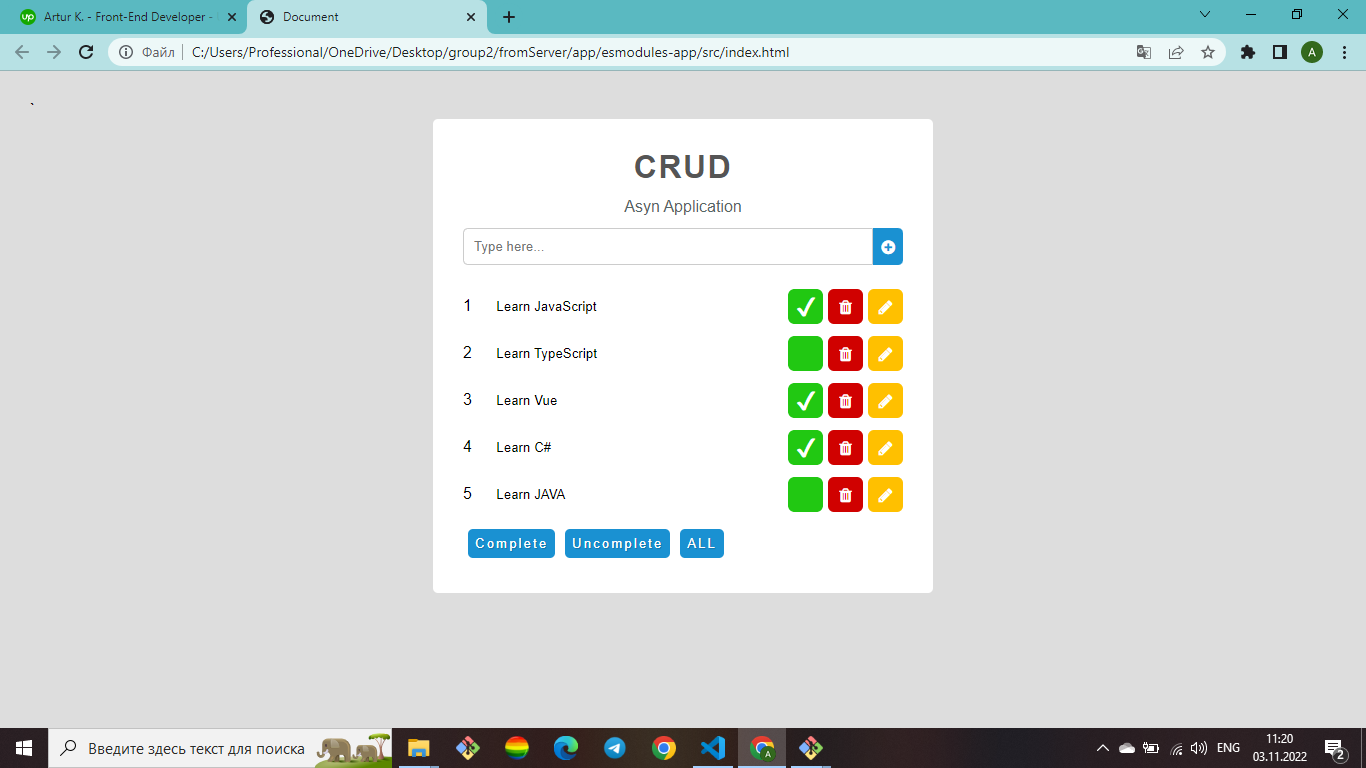 up Artur K. - Front-End Developer -
Document
Файл | C:/Users/Professional/OneDrive/Desktop/group2/fromServer/app/esmodules-app/src/index.html
A
CRUD
Asyn Application
Type here...
1 Learn JavaScript
2 Learn TypeScript
3 Learn Vue
4 Learn C#
5 Learn JAVA
Complete Uncomplete ALL
Введите здесь текст для поиска
A
ENG
11:20
03.11.2022
2